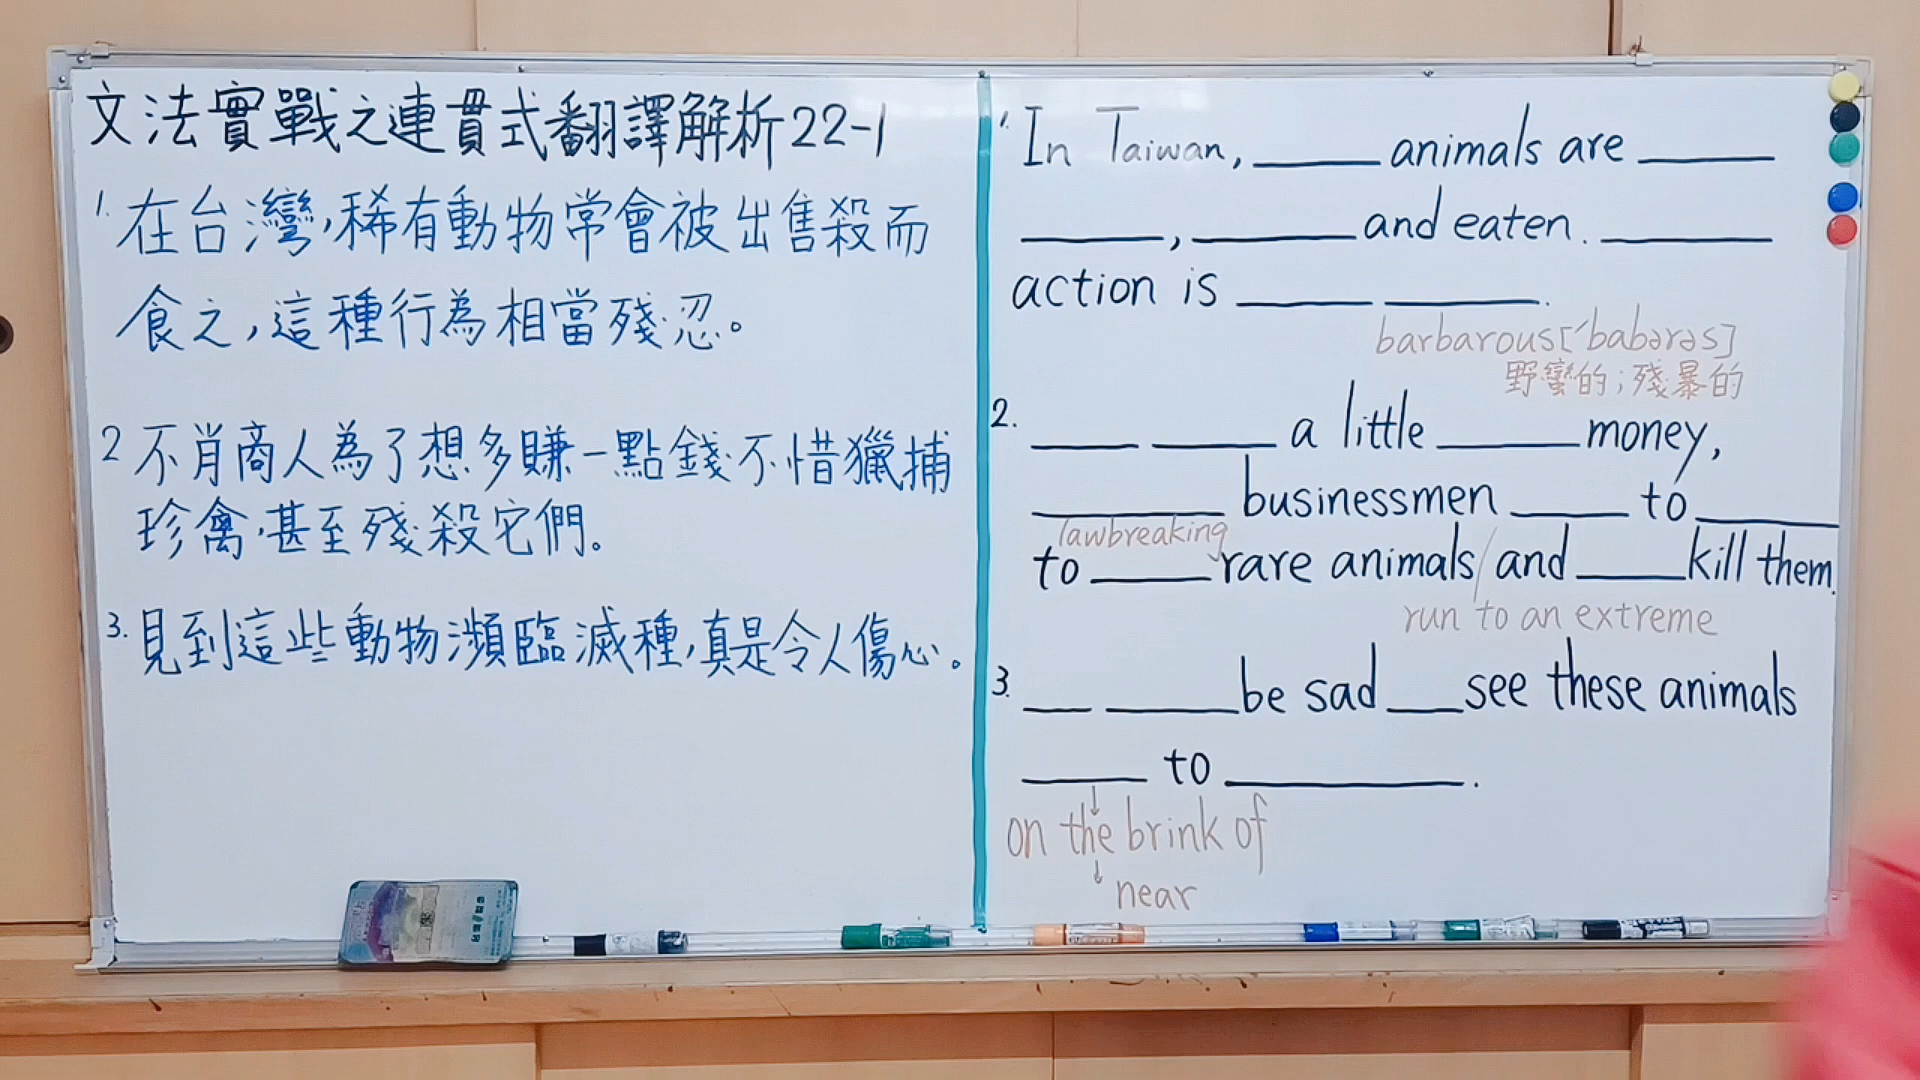 文法實戰之連貫式翻譯解析22-1
1. 在台灣,稀有動物常會被出售殺而
食之,這種行為相當殘忍。
2 不肖商人為了想多賺一點錢不惜獵捕
珍禽,甚至殘殺它們。
3. 見到這些動物瀕臨滅種,真是令人傷心。
1. In Taiwan, ____ animals are ____
____, ____ and eaten. ____
action is ____ ____.
barbarous[ˊbabərəs]
野蠻的;殘暴的
2. ____ ____ a little ____ money,
____ businessmen ____ to ____
lawbreaking
to ____ rare animals/and ____ kill them.
run to an extreme
3. ____ ____ be sad ____ see these animals
____ to ____.
↓
on the brink of
↓
near